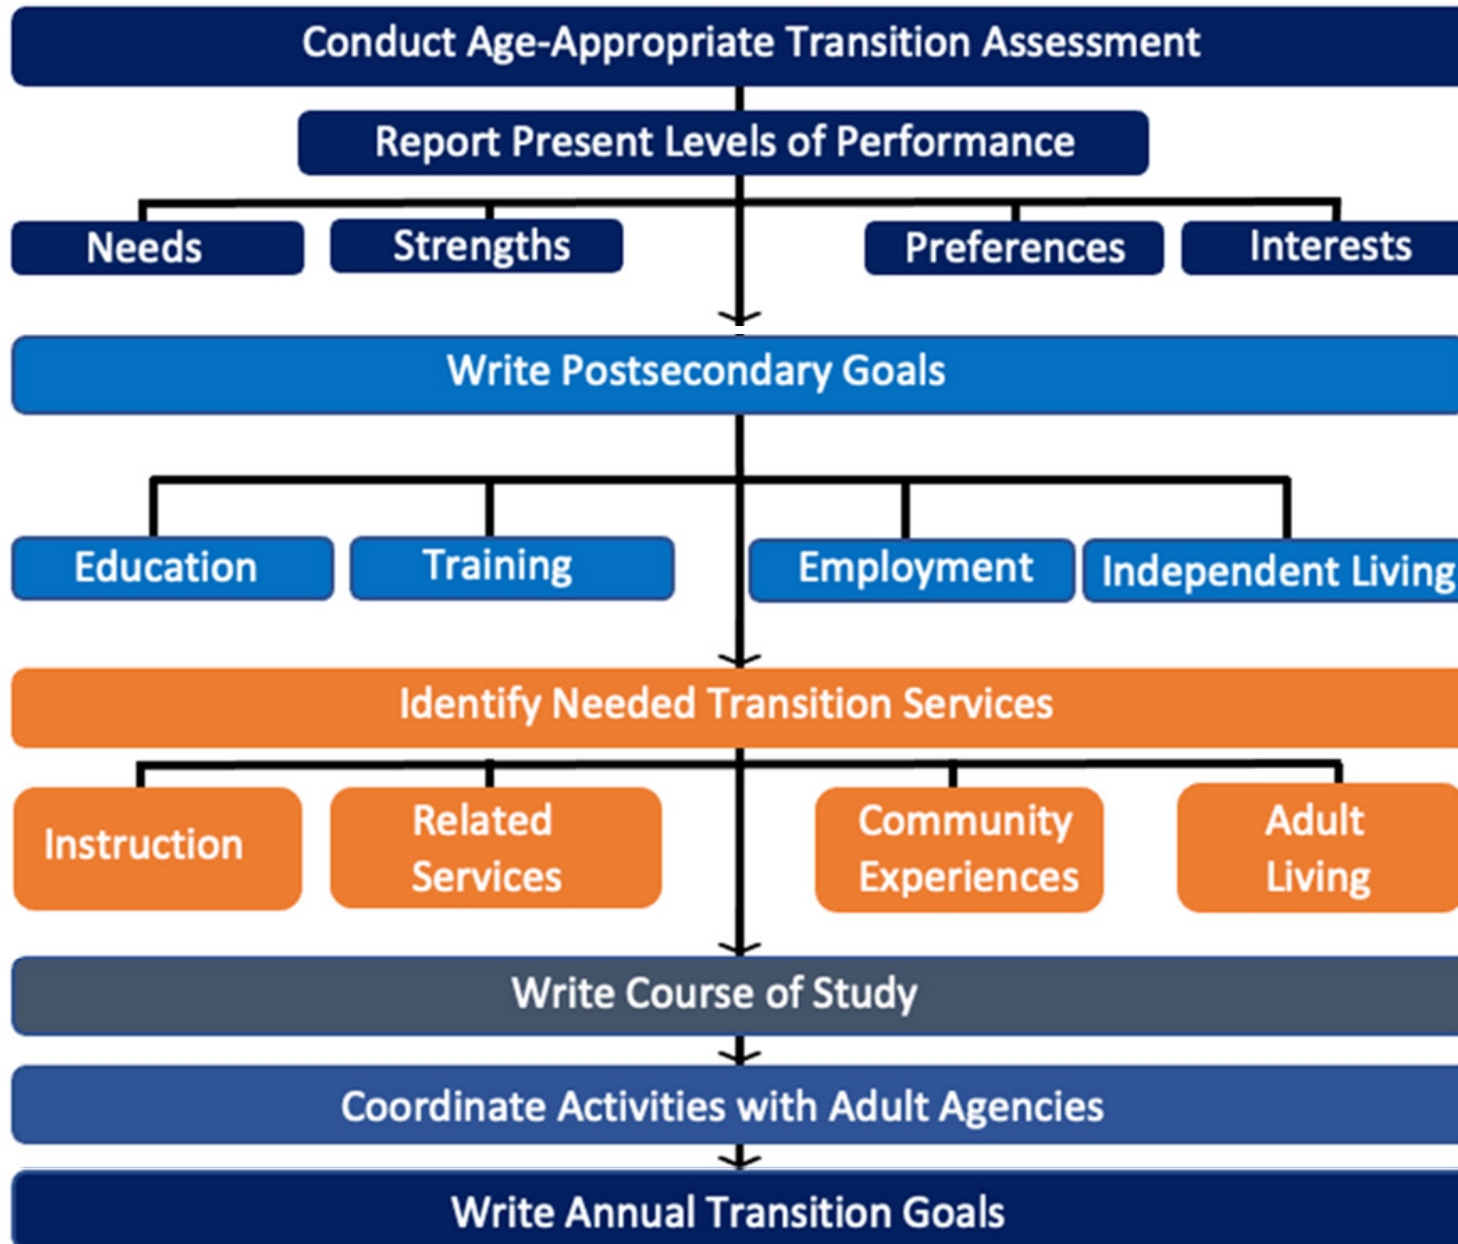 Conduct Age-Appropriate Transition Assessment
Report Present Levels of Performance
Needs
Strengths
Preferences
Interests
Write Postsecondary Goals
Education
Training
Employment
Independent Living
Identify Needed Transition Services
Instruction
Related
Services
Community
Experiences
Adult
Living
Write Course of Study
Coordinate Activities with Adult Agencies
Write Annual Transition Goals